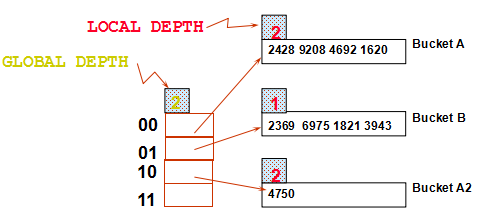 LOCAL DEPTH
2
2428 9208 4692 1620
Bucket A
GLOBAL DEPTH
2
1
00
2369 6975 1821 3943
Bucket B
01
10
2
4750
Bucket A2
11